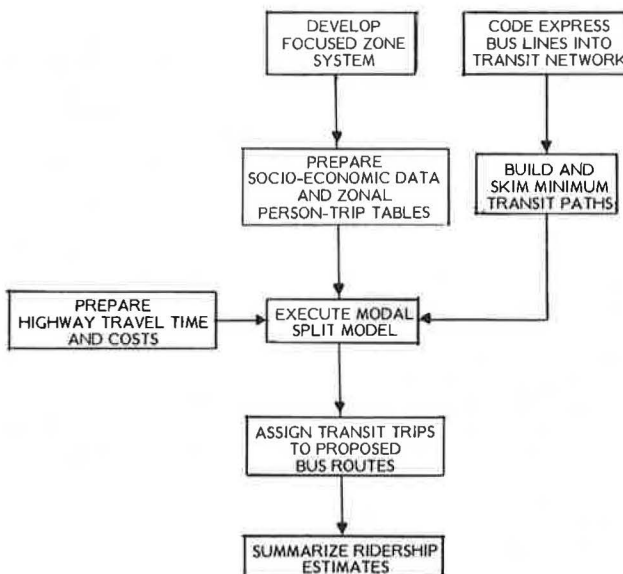 DEVELOP
FOCUSED ZONE
SYSTEM
CODE EXPRESS
BUS LINES INTO
TRANSIT NETWORK
PREPARE
SOCIO-ECONOMIC DATA
AND ZONAL
PERSON-TRIP TABLES
BUILD AND
SKIM MINIMUM
TRANSIT PATHS
PREPARE
HIGHWAY TRAVEL TIME
AND COSTS
EXECUTE MODAL
SPLIT MODEL
ASSIGN TRANSIT TRIPS
TO PROPOSED
BUS ROUTES
SUMMARIZE RIDERSHIP
ESTIMATES